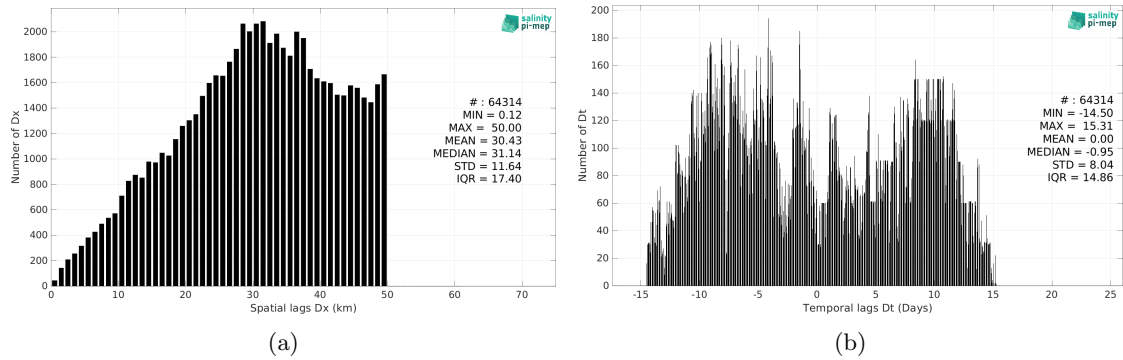 salinity
pi-mep
2000
1800
1600
1400
1200
1000
800
600
400
200
0
Number of Dx
# : 64314
MIN = 0.12
MAX = 50.00
MEAN = 30.43
MEDIAN = 31.14
STD = 11.64
IQR = 17.40
0 10 20 30 40 50 60 70
Spatial lags Dx (km)
(a)
salinity
pi-mep
200
180
160
140
120
100
80
60
40
20
0
Number of Dt
# : 64314
MIN = -14.50
MAX = 15.31
MEAN = 0.00
MEDIAN = -0.95
STD = 8.04
IQR = 14.86
-15 -10 -5 0 5 10 15 20 25
Temporal lags Dt (Days)
(b)